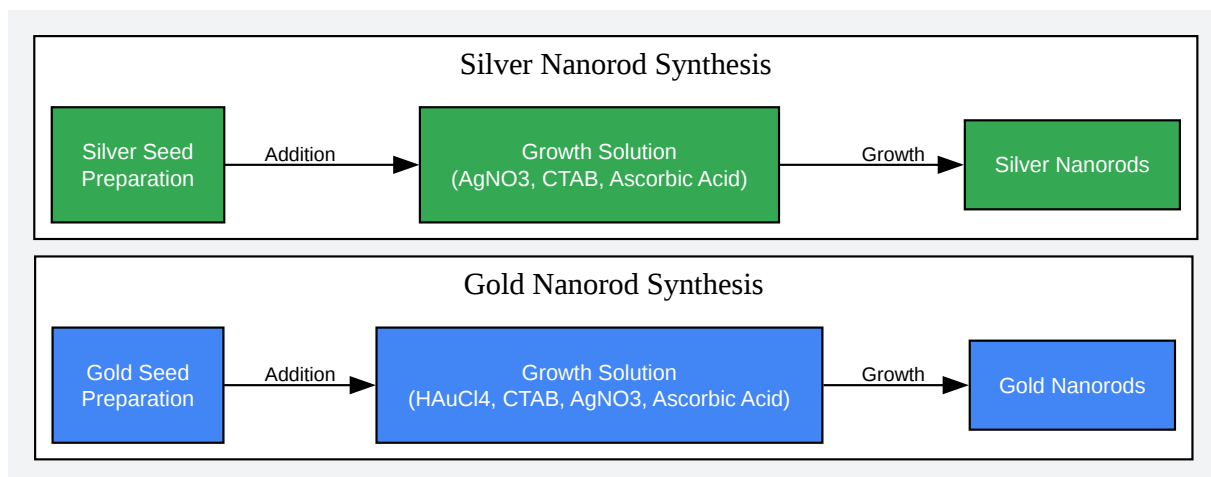 Silver Nanorod Synthesis
Silver Seed
Preparation
Addition
Growth Solution
(AgNO3, CTAB, Ascorbic Acid)
Growth
Silver Nanorods
Gold Nanorod Synthesis
Gold Seed
Preparation
Addition
Growth Solution
(HAuCl4, CTAB, AgNO3, Ascorbic Acid)
Growth
Gold Nanorods